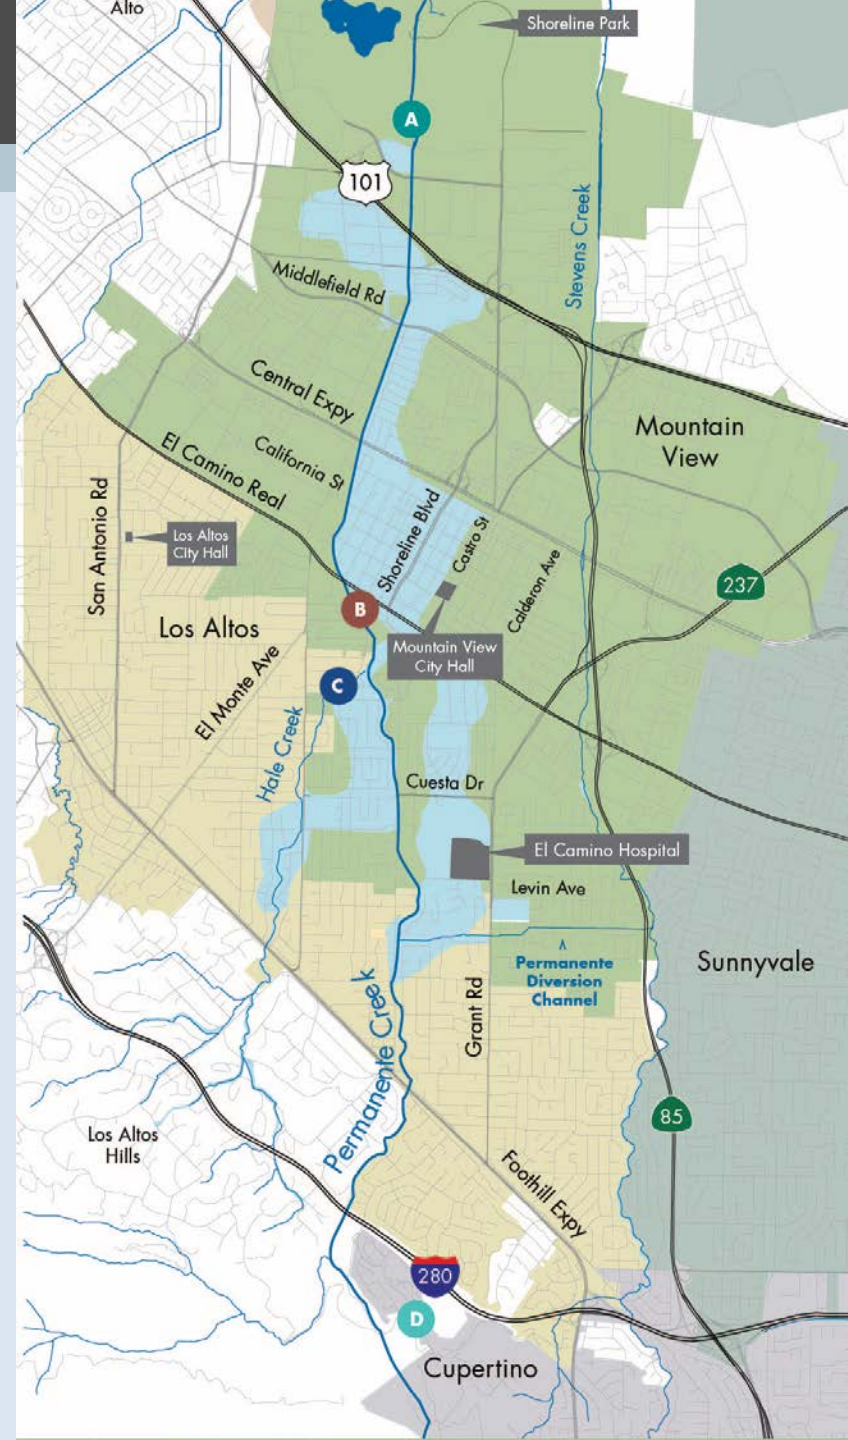 Alto
Shoreline Park
A
101
Stevens Creek
Middlefield Rd
Central Expy
Mountain
View
California St
El Camino Real
San Antonio Rd
Los Altos
City Hall
Shoreline Blvd
Castro St
Calderon Ave
237
B
Los Altos
Mountain View
City Hall
El Monte Ave
C
Hale Creek
Cuesta Dr
El Camino Hospital
Levin Ave
^
Permanente
Diversion
Channel
Sunnyvale
Grant Rd
Permanente Creek
85
Los Altos
Hills
Foothill Expy
280
D
Cupertino